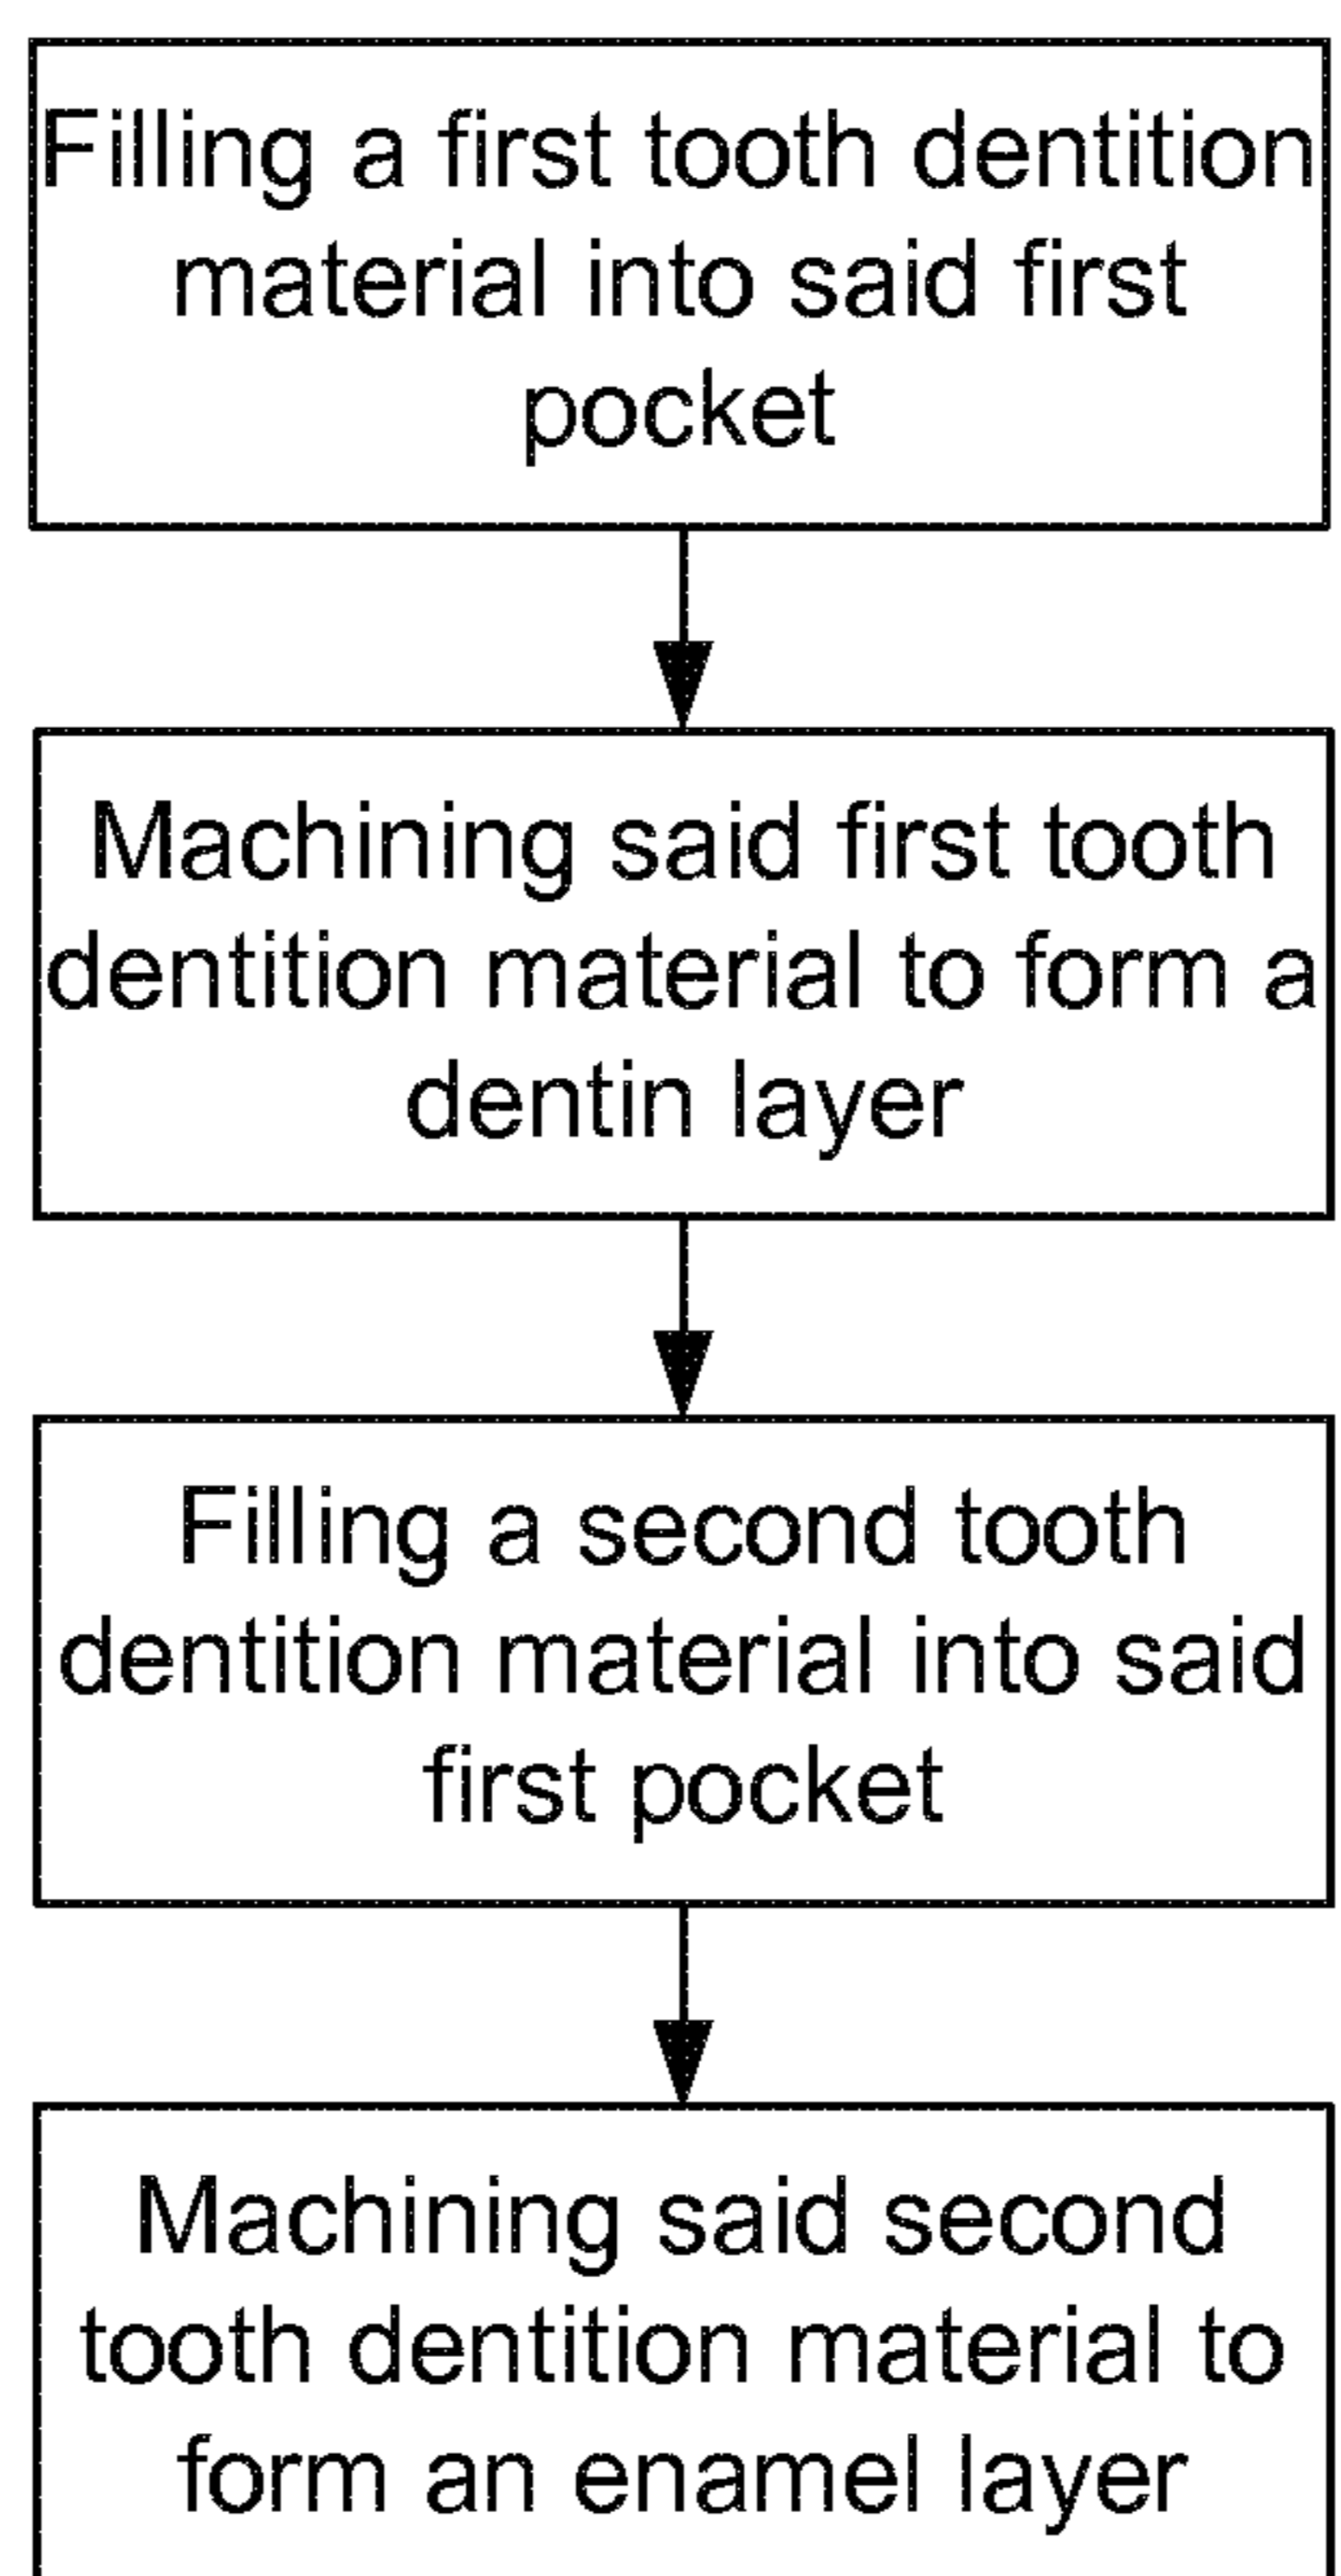 Filling a first tooth dentition
material into said first
pocket
Machining said first tooth
dentition material to form a
dentin layer
Filling a second tooth
dentition material into said
first pocket
Machining said second
tooth dentition material to
form an enamel layer